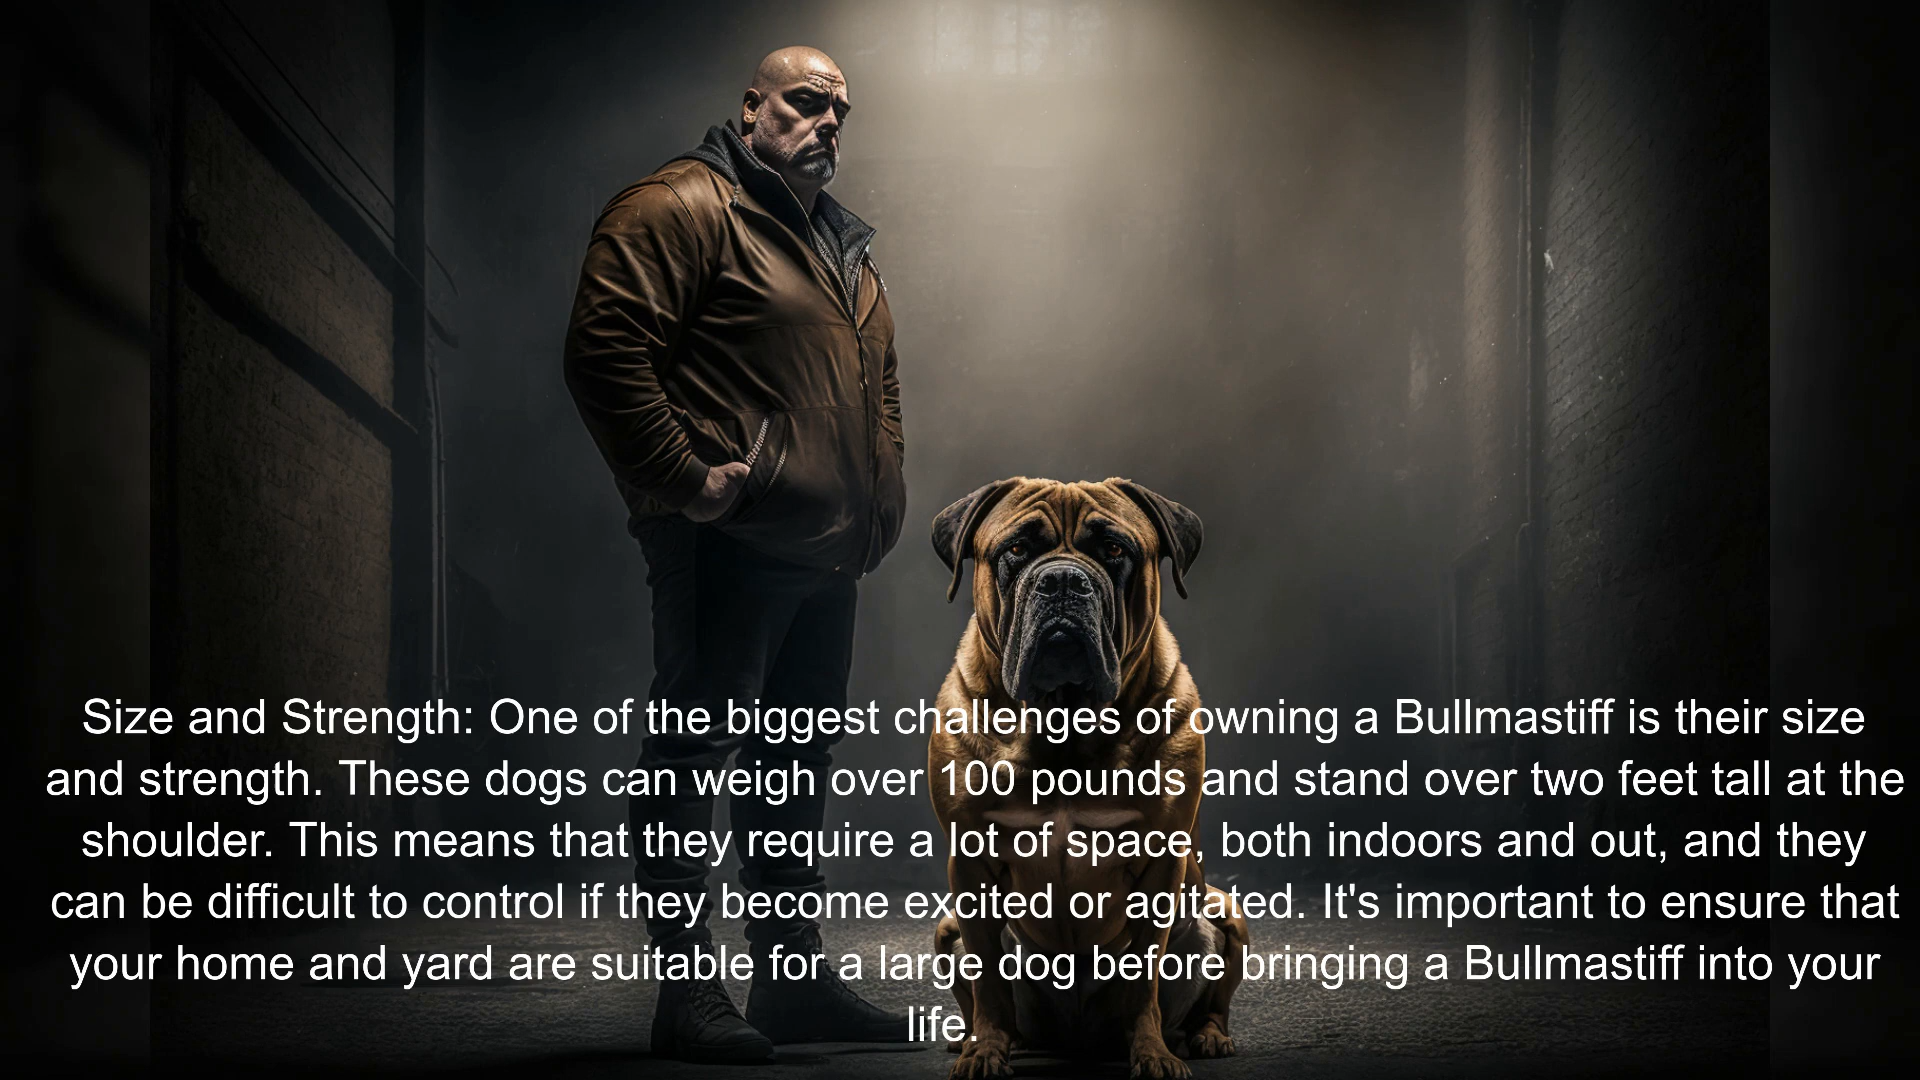 Size and Strength: One of the biggest challenges of owning a Bullmastiff is their size
and strength. These dogs can weigh over 100 pounds and stand over two feet tall at the
shoulder. This means that they require a lot of space, both indoors and out, and they
can be difficult to control if they become excited or agitated. It's important to ensure that
your home and yard are suitable for a large dog before bringing a Bullmastiff into your
life.